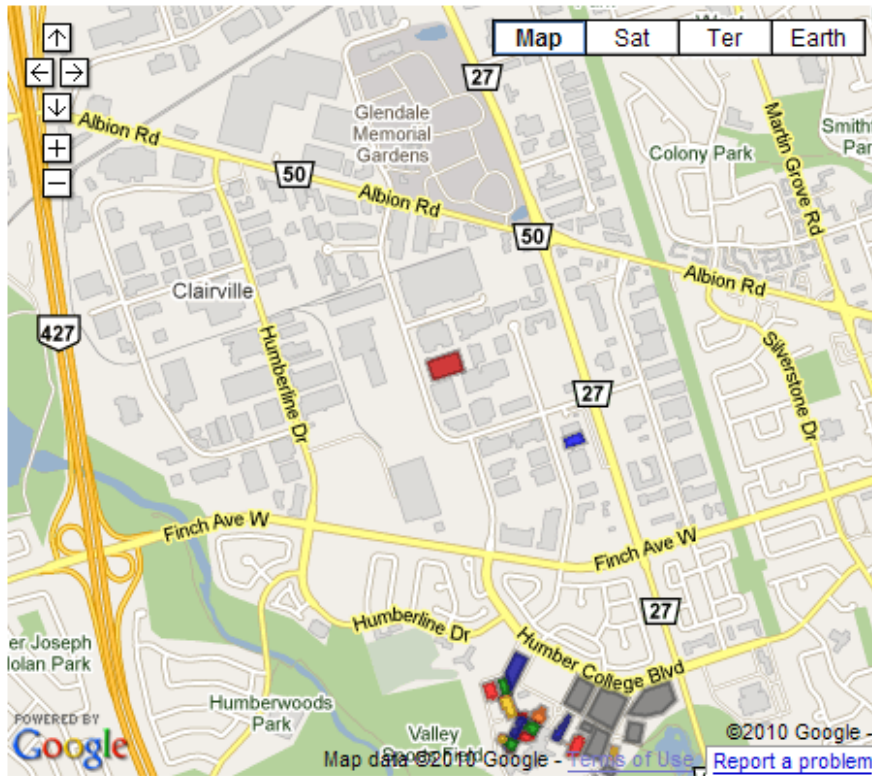 Map
Sat
Ter
Earth
27
Glendale
Memorial
Gardens
Albion Rd
50
Albion Rd
50
Colony Park
Martin Grove Rd
Albion Rd
Clairville
427
Humberline Dr
27
Silverstone Dr
Finch Ave W
Finch Ave W
27
Humberline Dr
Humber College Blvd
Humberwoods
Park
Valley
POWERED BY
Google
©2010 Google -
Map data ©2010 Google - Terms of Use
Report a problem